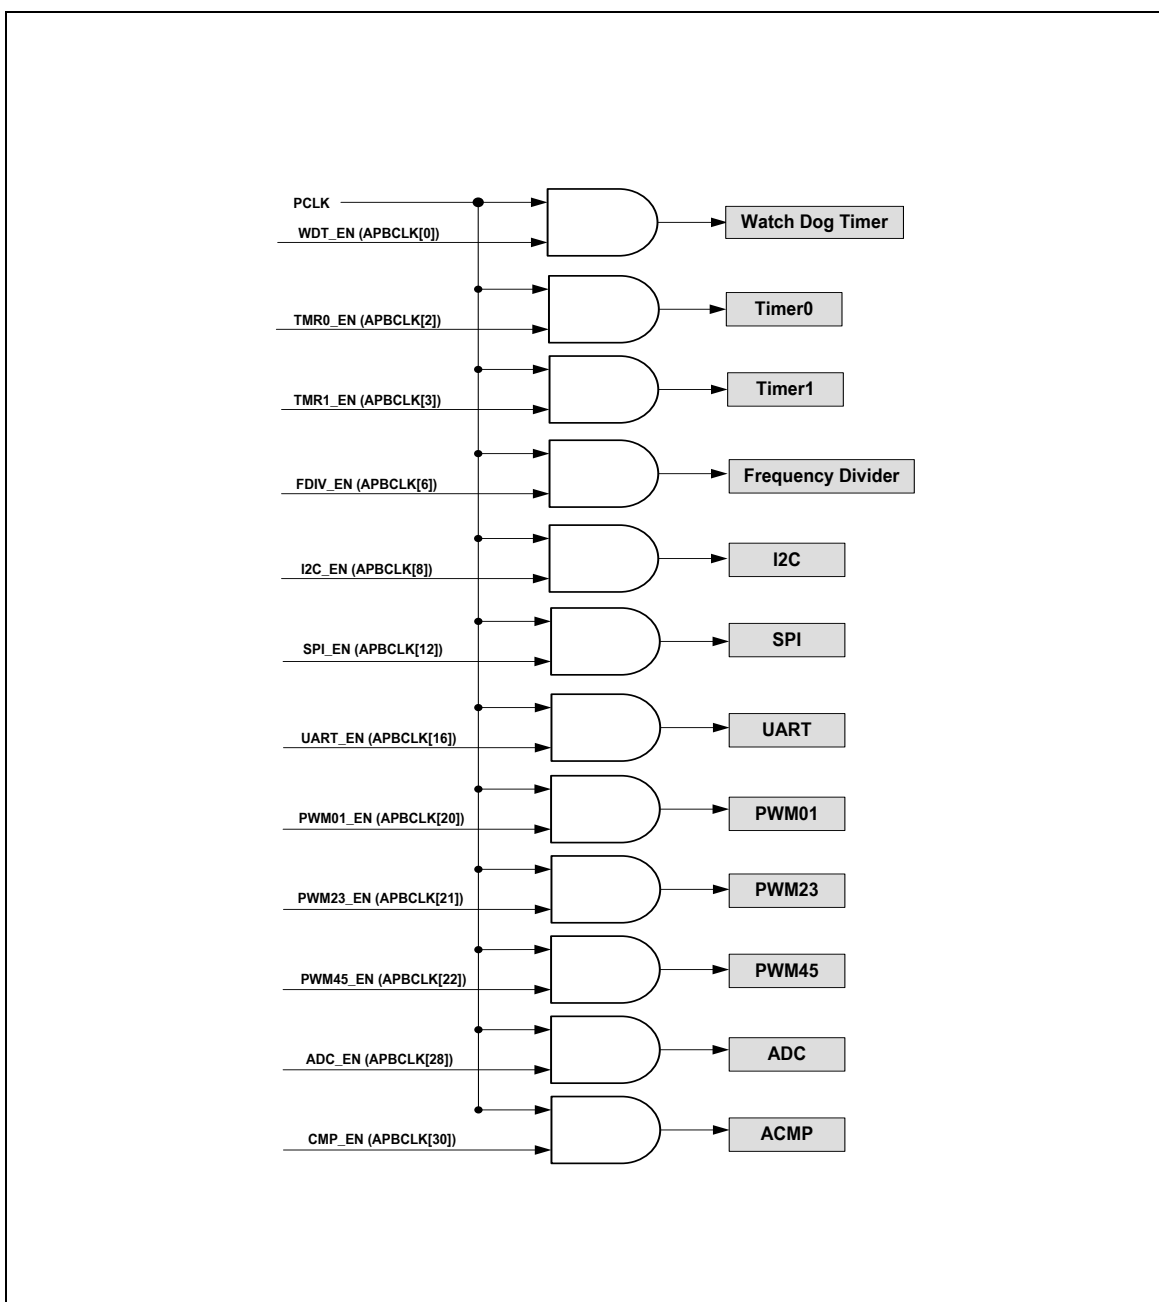 PCLK
WDT_EN (APBCLK[0])
Watch Dog Timer
TMR0_EN (APBCLK[2])
Timer0
TMR1_EN (APBCLK[3])
Timer1
FDIV_EN (APBCLK[6])
Frequency Divider
I2C_EN (APBCLK[8])
I2C
SPI_EN (APBCLK[12])
SPI
UART_EN (APBCLK[16])
UART
PWM01_EN (APBCLK[20])
PWM01
PWM23_EN (APBCLK[21])
PWM23
PWM45_EN (APBCLK[22])
PWM45
ADC_EN (APBCLK[28])
ADC
CMP_EN (APBCLK[30])
ACMP